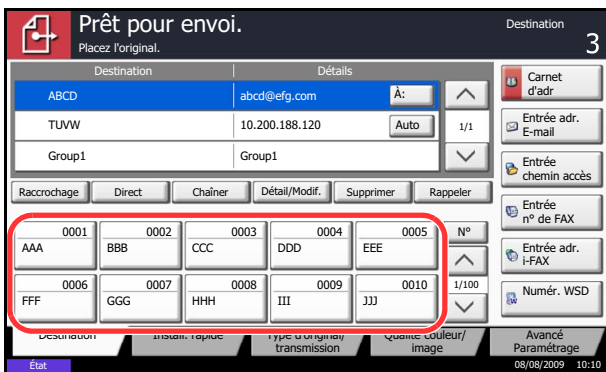 Prêt pour envoi.
Placez l'original.
Destination
3
Destination Détails
ABCD abcd@efg.com À:
TUVW 10.200.188.120 Auto 1/1
Group1 Group1
Raccrochage Direct Chaîner Détail/Modif. Supprimer Rappeler
0001 0002 0003 0004 0005 N°
AAA BBB CCC DDD EEE
0006 0007 0008 0009 0010 1/100
FFF GGG HHH III JJJ
Carnet
d'adr
Entrée adr.
E-mail
Entrée
chemin accès
Entrée
n° de FAX
Entrée adr.
i-FAX
Numér. WSD
Destination Install. rapide Type d'original/ Qualité couleur/ Avancé
transmission image Paramétrage
État 08/08/2009 10:10